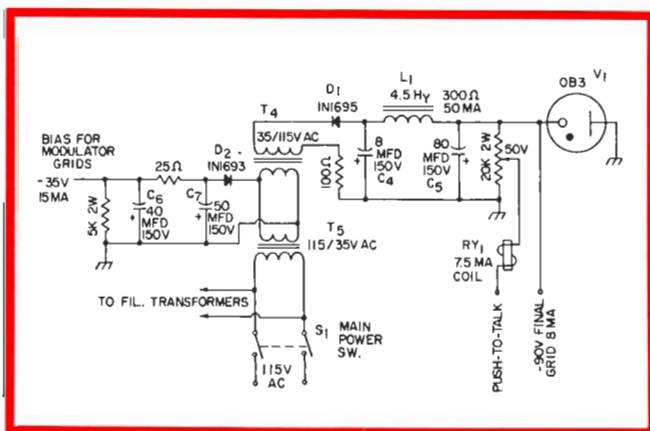 D1
1N1695
L1
4.5 HY
300Ω
50 MA
OB3 V1
T4
35/115V AC
BIAS FOR
MODULATOR
GRIDS
-35V
15MA
25Ω
D2 -
1N1693
100Ω
8
MFD
150V
C4
80
MFD
150V
C5
20K 2W
50V
5K 2W
C6
40
MFD
150V
C7
50
MFD
150V
T5
115/35V AC
RY1
7.5 MA
COIL
TO FIL. TRANSFORMERS
S1 MAIN
POWER
SW.
115V
AC
PUSH-TO-TALK
-90V FINAL
GRID 8 MA
+
+
+
+